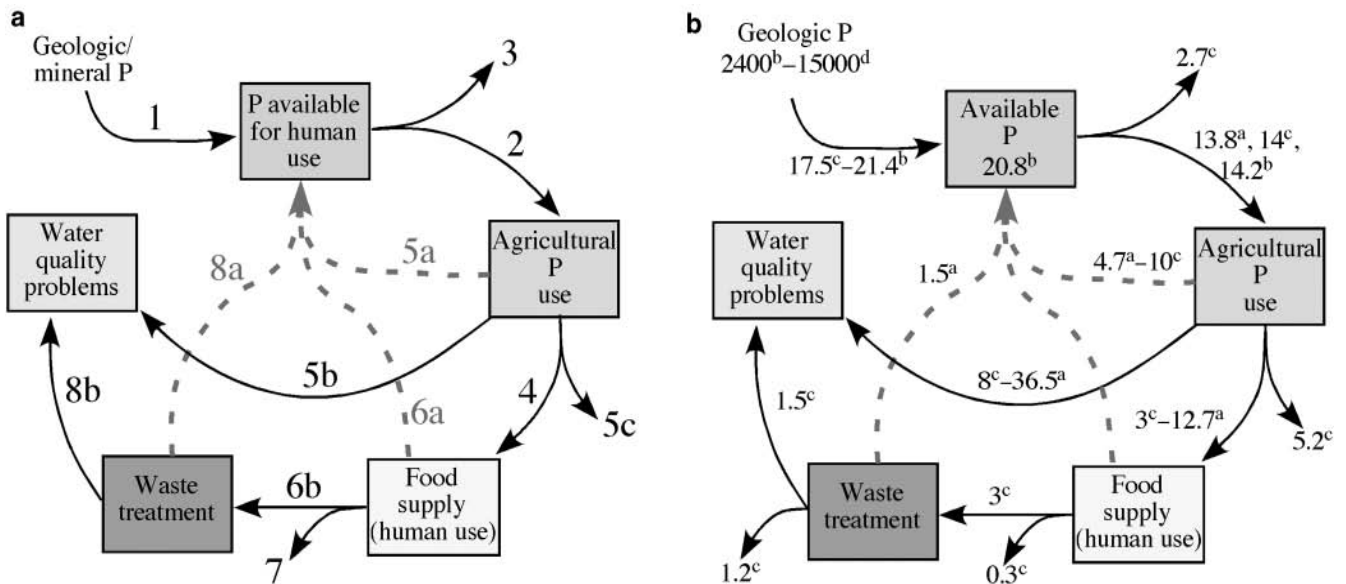 a
Geologic/
mineral P
1
P available
for human
use
3
2
Water
quality
problems
8a
5a
Agricultural
P
use
5b
8b
6a
4
5c
Waste
treatment
6b
Food
supply
(human use)
7
b
Geologic P
2400ᵇ–15000ᵈ
17.5ᶜ–21.4ᵇ
Available
P
20.8ᵇ
2.7ᶜ
13.8ᵃ, 14ᶜ,
14.2ᵇ
Water
quality
problems
1.5ᵃ
4.7ᵃ–10ᶜ
Agricultural
P
use
8ᶜ–36.5ᵃ
1.5ᶜ
3ᶜ–12.7ᵃ
5.2ᶜ
Waste
treatment
3ᶜ
Food
supply
(human use)
1.2ᶜ
0.3ᶜ